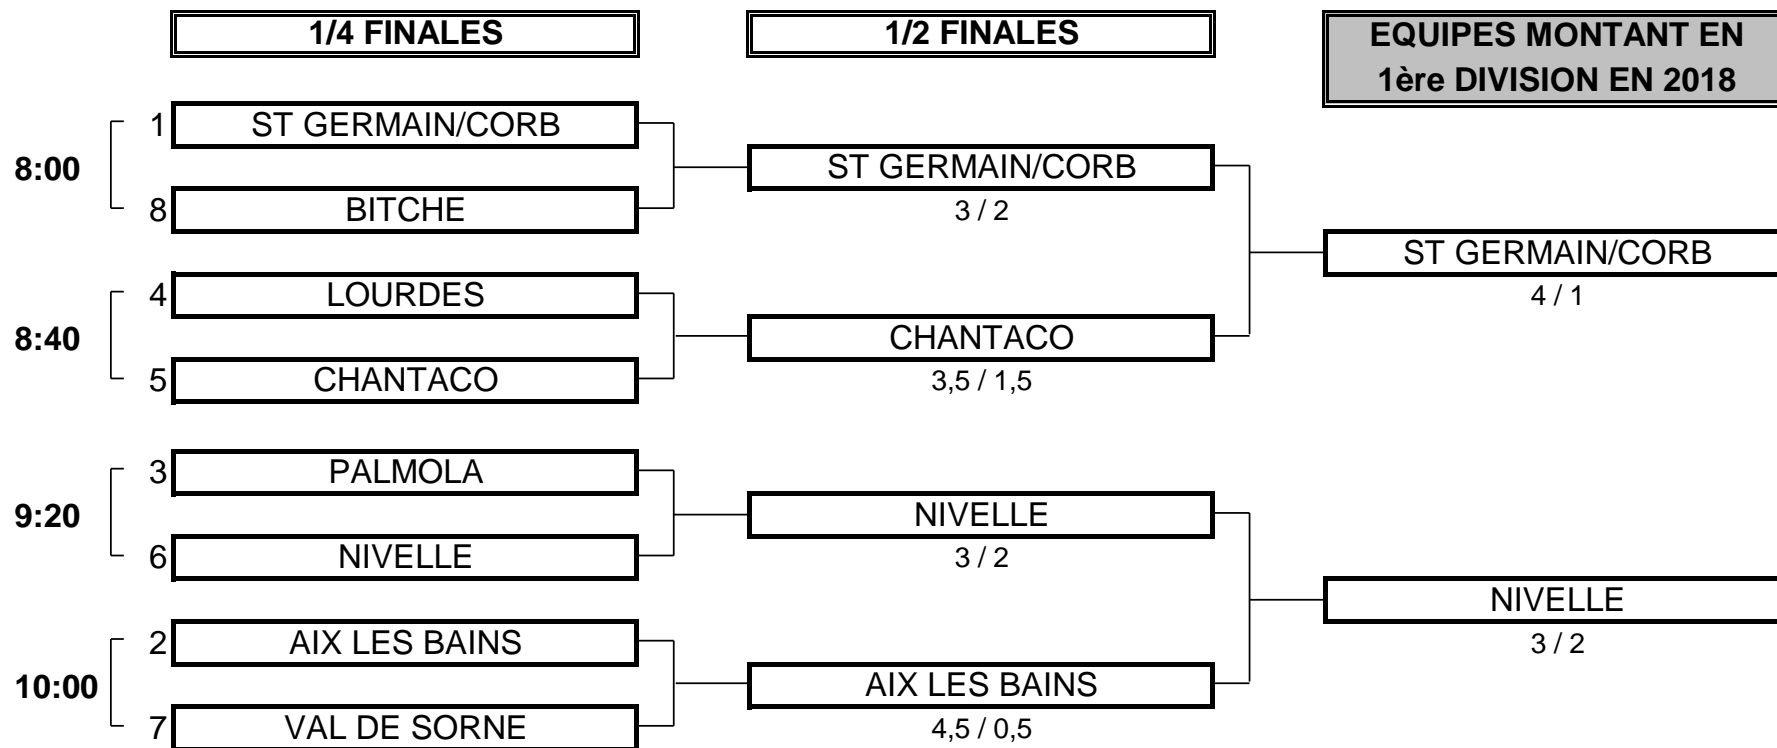 1/4 FINALES
1/2 FINALES
EQUIPES MONTANT EN
1ère DIVISION EN 2018
8:00
1 ST GERMAIN/CORB
8 BITCHE
ST GERMAIN/CORB
3 / 2
8:40
4 LOURDES
5 CHANTACO
CHANTACO
3,5 / 1,5
ST GERMAIN/CORB
4 / 1
9:20
3 PALMOLA
6 NIVELLE
NIVELLE
3 / 2
10:00
2 AIX LES BAINS
7 VAL DE SORNE
AIX LES BAINS
4,5 / 0,5
NIVELLE
3 / 2